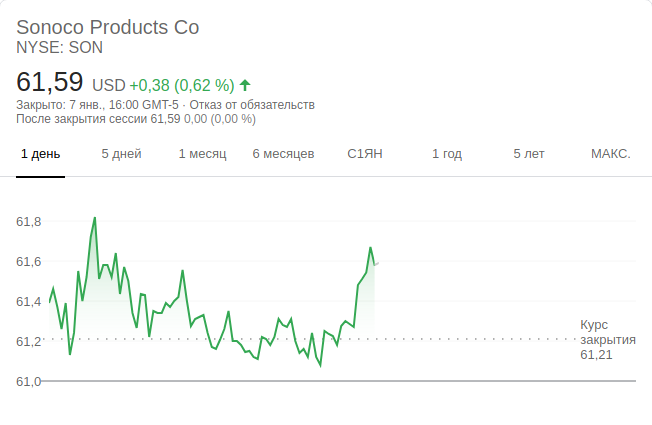 Sonoco Products Co
NYSE: SON
61,59 USD +0,38 (0,62 %)
Закрыто: 7 янв., 16:00 GMT-5 · Отказ от обязательств
После закрытия сессии 61,59 0,00 (0,00 %)
1 день 5 дней 1 месяц 6 месяцев С1ЯН 1 год 5 лет МАКС.
61,8
61,6
61,4
61,2
61,0
Курс
закрытия
61,21